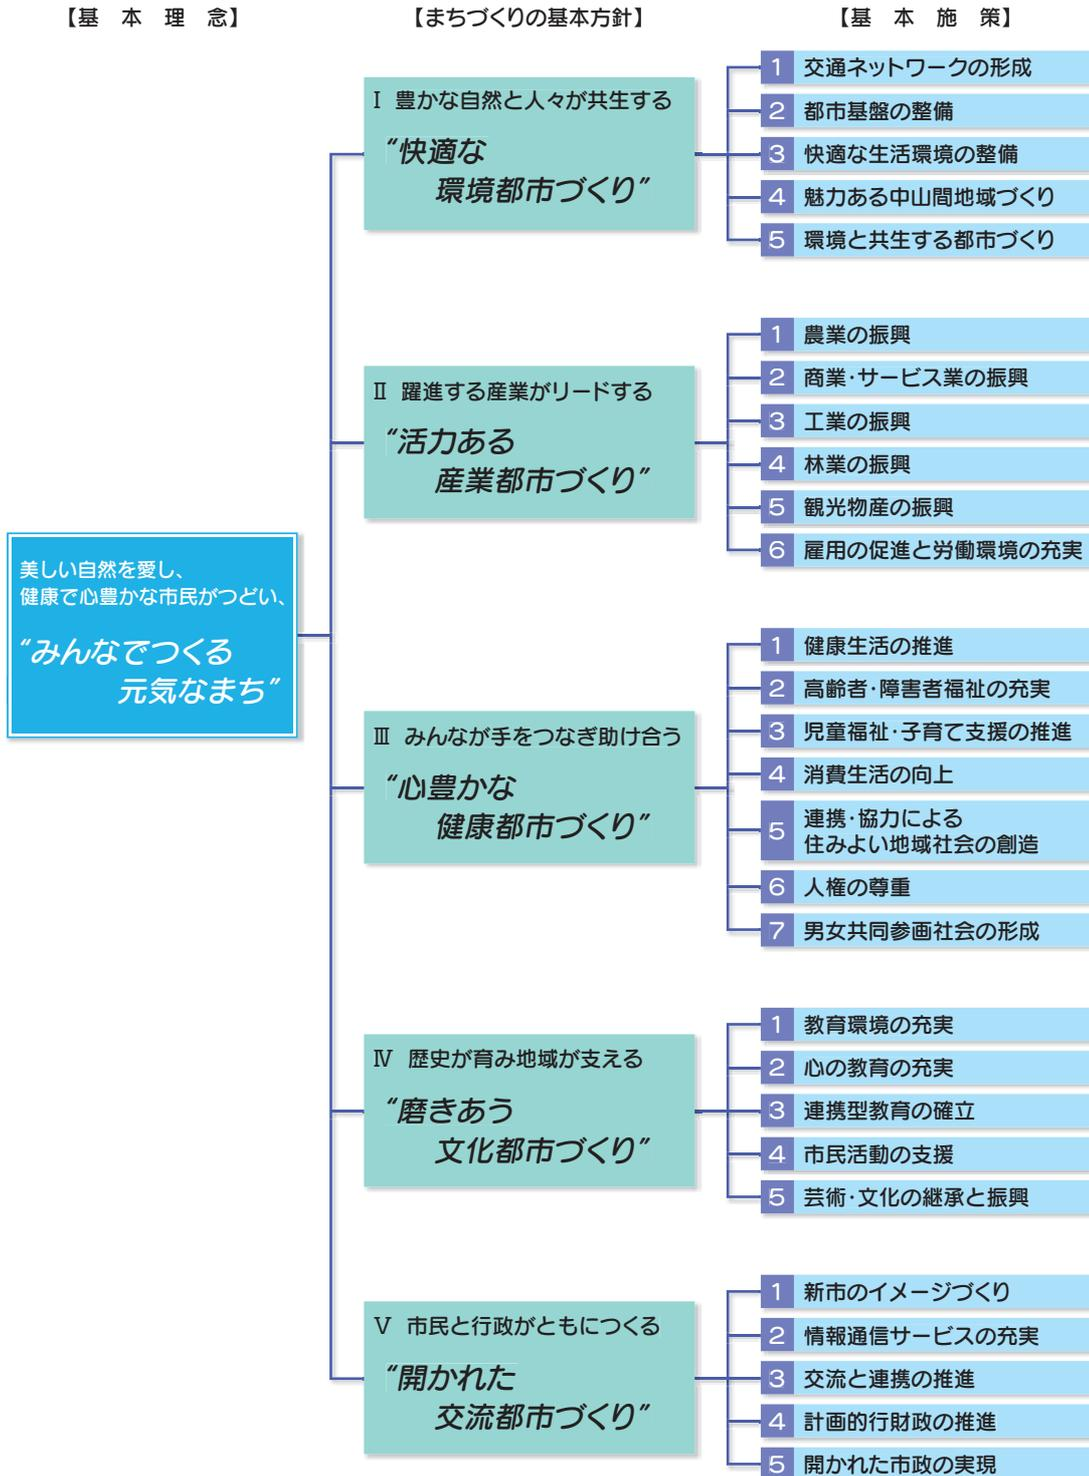 【基本理念】
【まちづくりの基本方針】
【基本施策】
美しい自然を愛し、
健康で心豊かな市民がつどい、
“みんなでつくる
元気なまち”
Ⅰ 豊かな自然と人々が共生する
“快適な
環境都市づくり”
1 交通ネットワークの形成
2 都市基盤の整備
3 快適な生活環境の整備
4 魅力ある中山間地域づくり
5 環境と共生する都市づくり
Ⅱ 躍進する産業がリードする
“活力ある
産業都市づくり”
1 農業の振興
2 商業・サービス業の振興
3 工業の振興
4 林業の振興
5 観光物産の振興
6 雇用の促進と労働環境の充実
Ⅲ みんなが手をつなぎ助け合う
“心豊かな
健康都市づくり”
1 健康生活の推進
2 高齢者・障害者福祉の充実
3 児童福祉・子育て支援の推進
4 消費生活の向上
5 連携・協力による
住みよい地域社会の創造
6 人権の尊重
7 男女共同参画社会の形成
Ⅳ 歴史が育み地域が支える
“磨きあう
文化都市づくり”
1 教育環境の充実
2 心の教育の充実
3 連携型教育の確立
4 市民活動の支援
5 芸術・文化の継承と振興
Ⅴ 市民と行政がともにつくる
“開かれた
交流都市づくり”
1 新市のイメージづくり
2 情報通信サービスの充実
3 交流と連携の推進
4 計画的行財政の推進
5 開かれた市政の実現